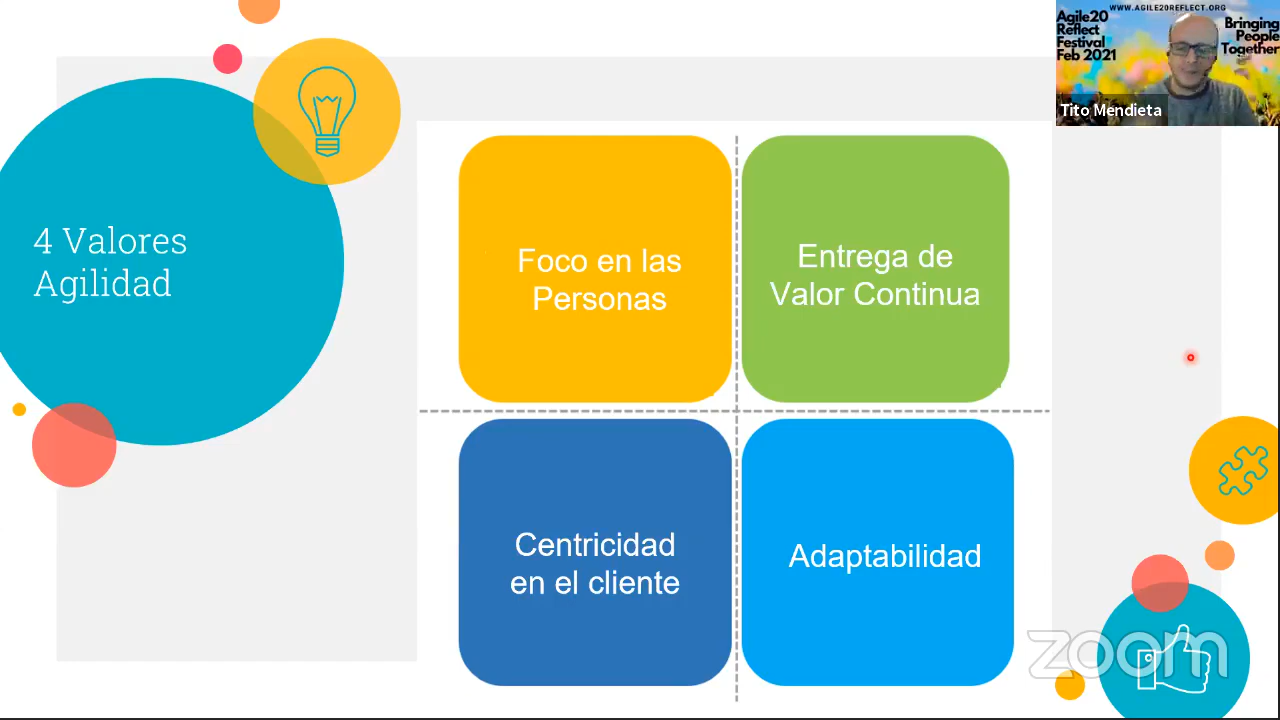 WWW.AGILE20REFLECT.ORG
Agile20
Reflect
Festival
Feb 2021
Bringing
People
Together
Tito Mendieta
4 Valores
Agilidad
Foco en las
Personas
Entrega de
Valor Continua
Centricidad
en el cliente
Adaptabilidad
zoom